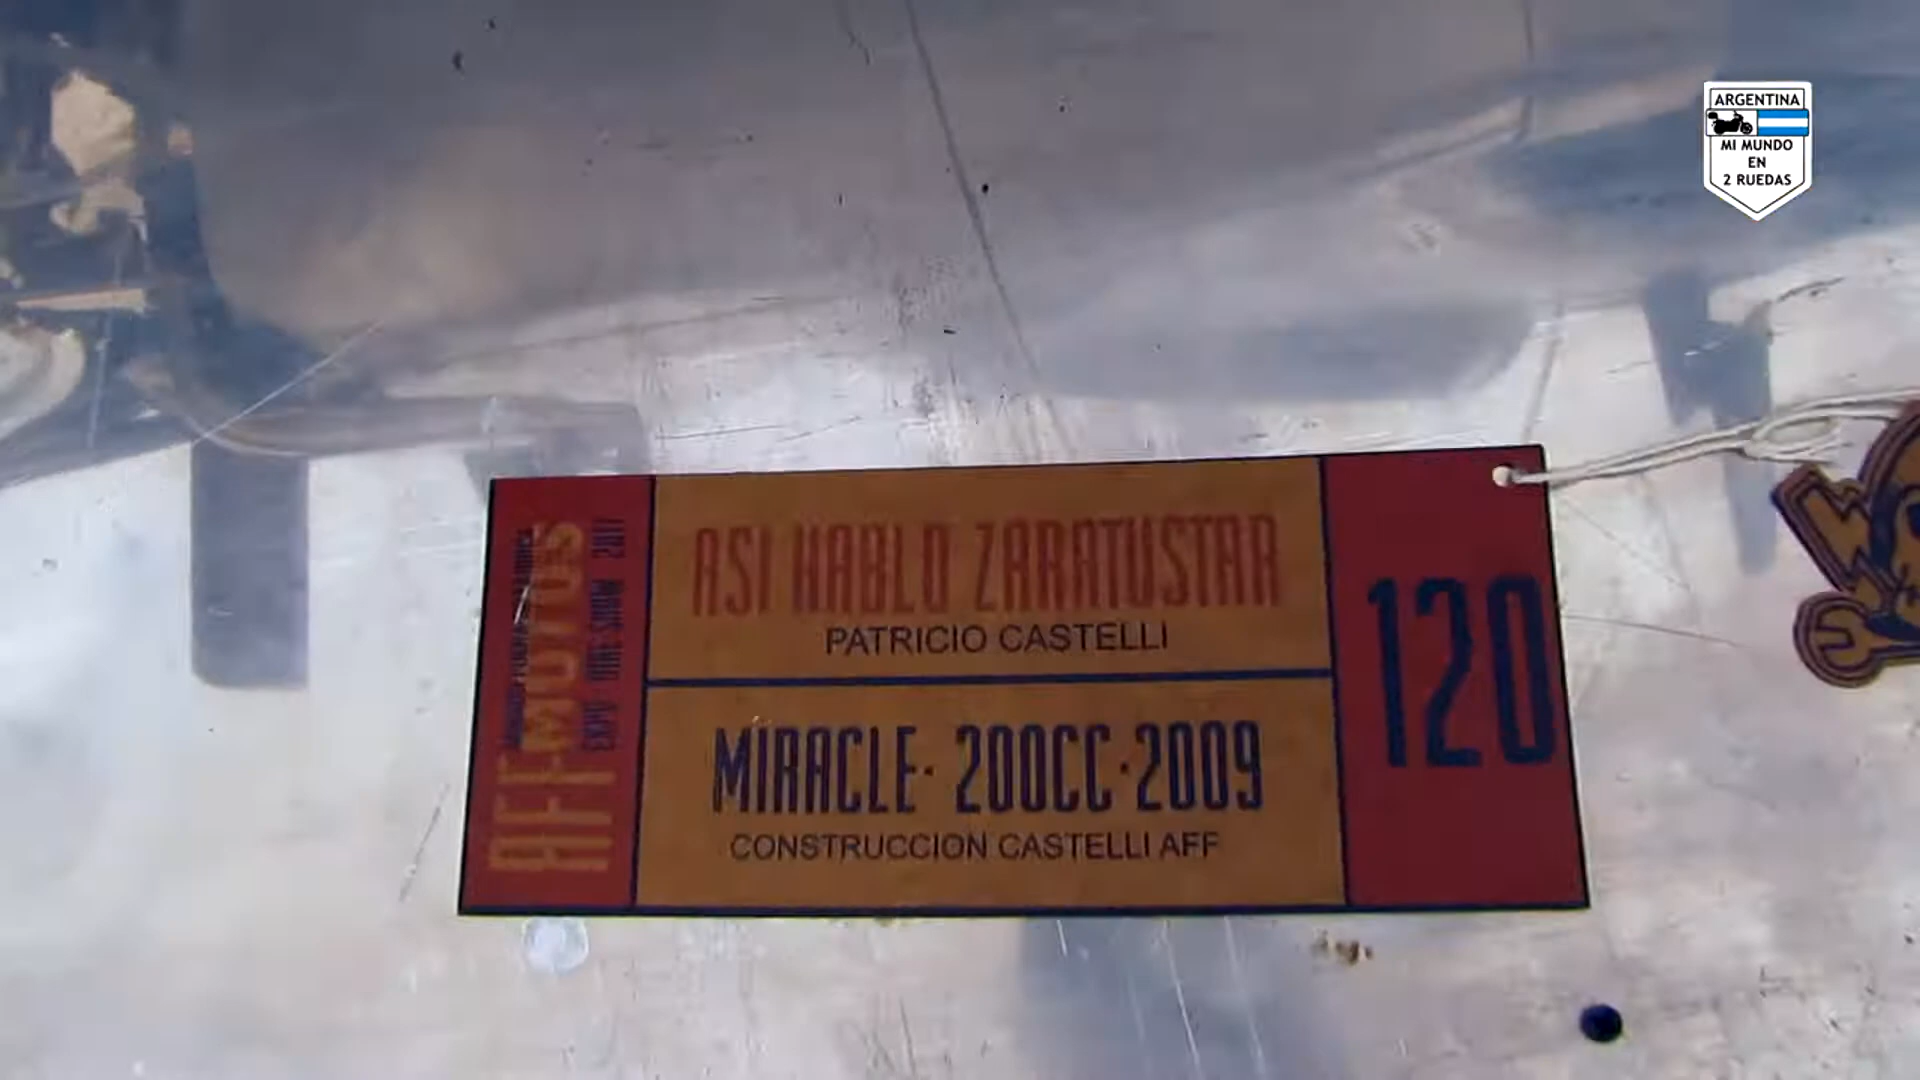 ARGENTINA
MI MUNDO
EN
2 RUEDAS
AFF MOTOS
EXPO ONE SHOW 2017
ASI HABLO ZARATUSTAR
PATRICIO CASTELLI
MIRACLE · 200CC · 2009
CONSTRUCCION CASTELLI AFF
120